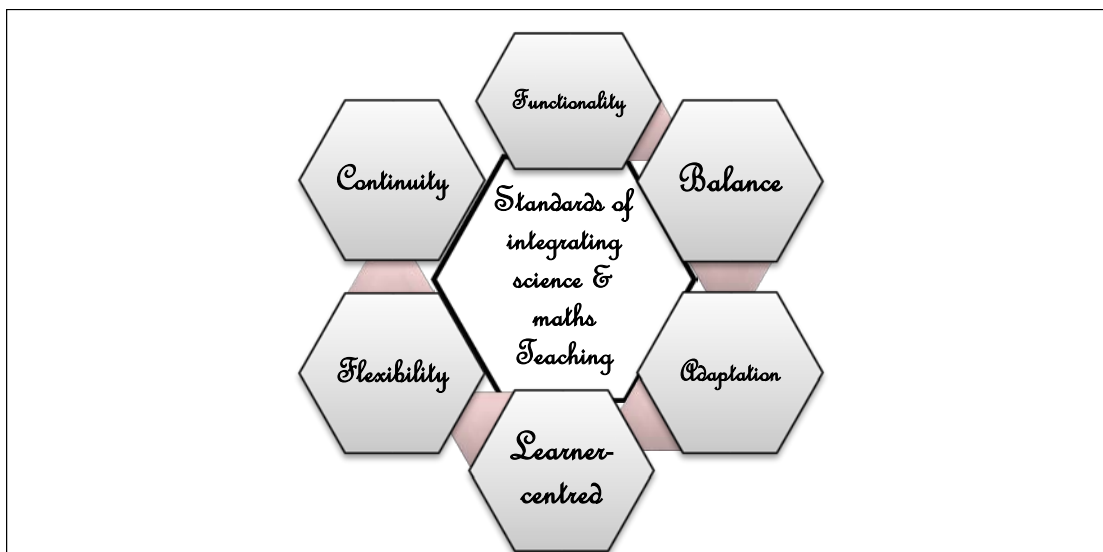 Functionality
Continuity
Balance
Standards of
integrating
science &
maths
Teaching
Flexibility
Adaptation
Learner-
centred